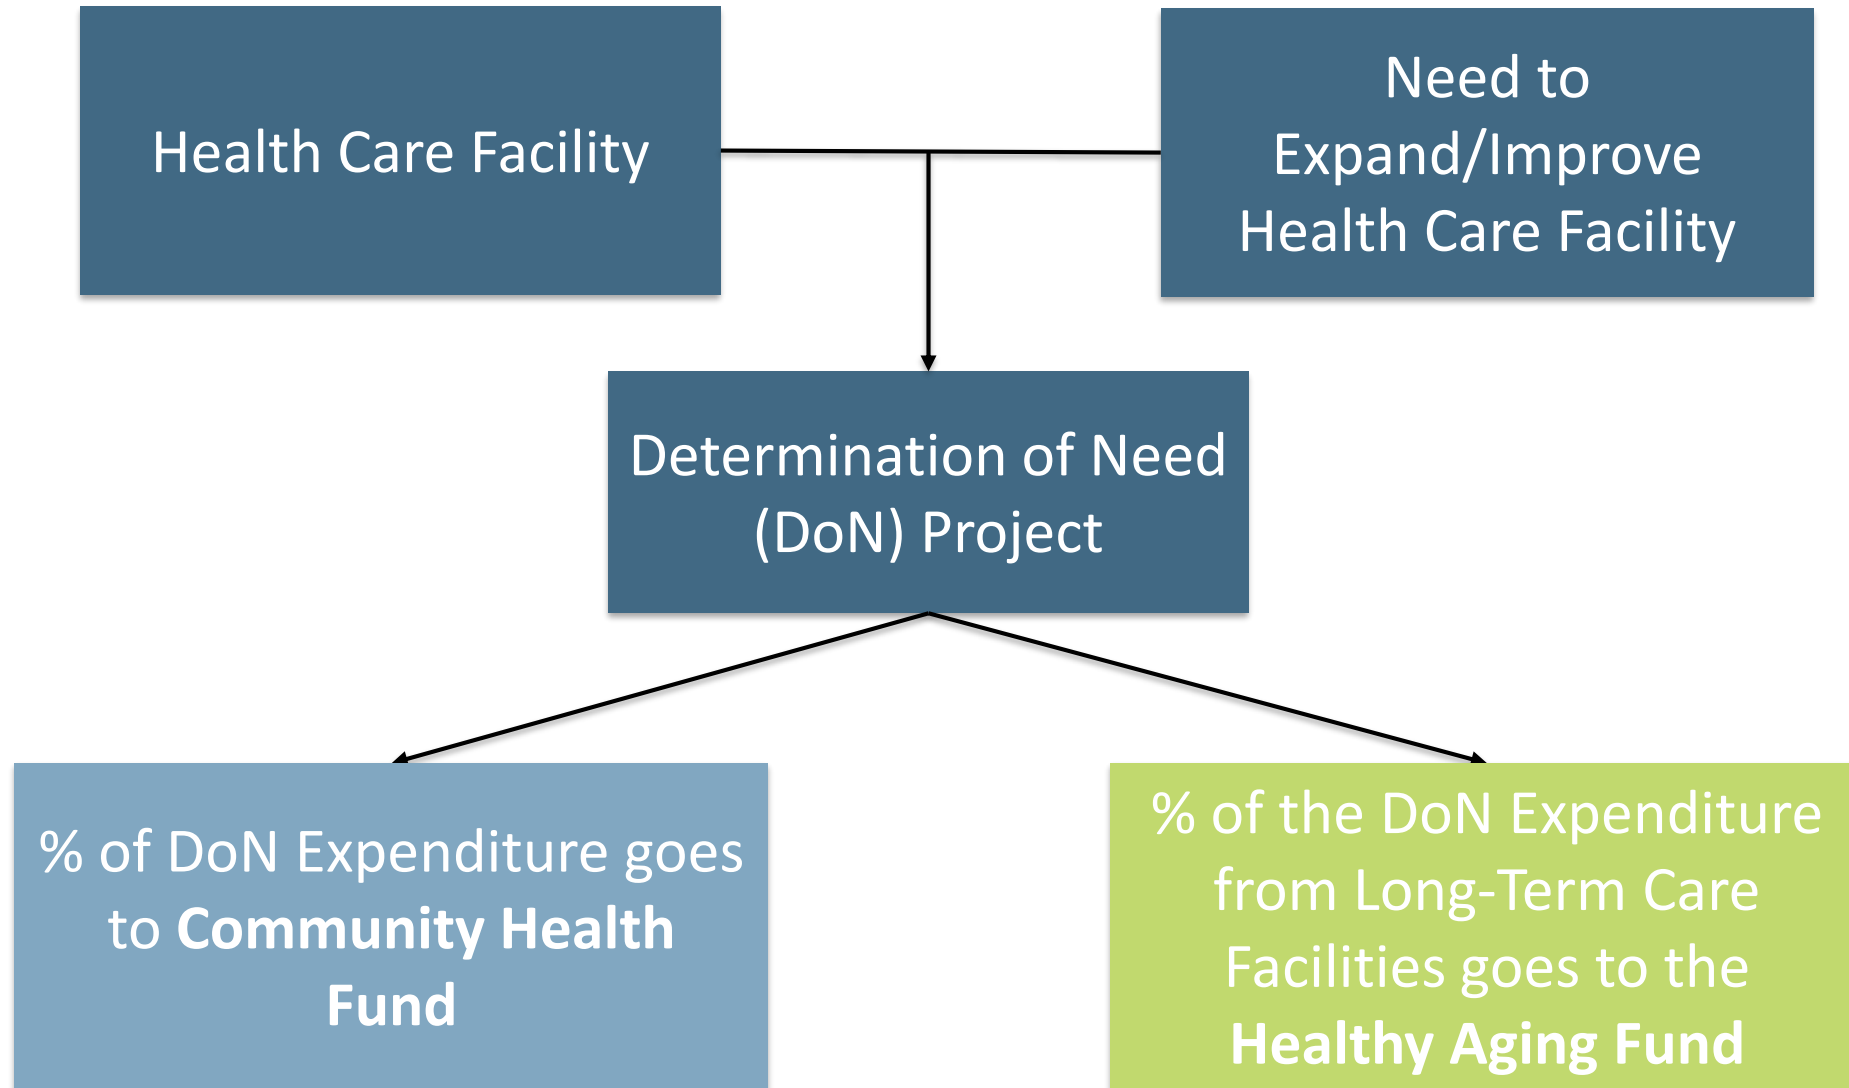 Health Care Facility
Need to
Expand/Improve
Health Care Facility
Determination of Need
(DoN) Project
% of DoN Expenditure goes
to Community Health
Fund
% of the DoN Expenditure
from Long-Term Care
Facilities goes to the
Healthy Aging Fund